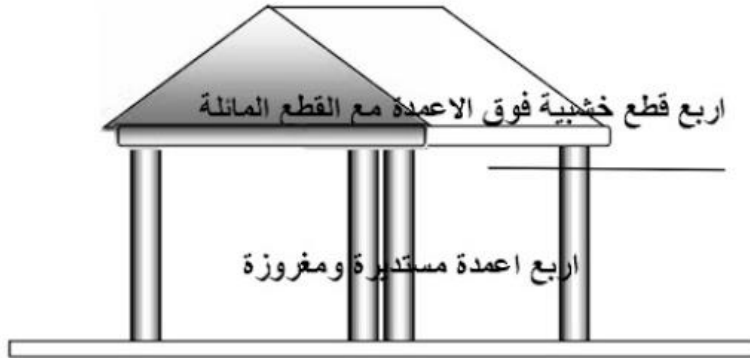 اربع قطع خشبية فوق الاعمدة مع القطع المائلة
اربع اعمدة مستديرة ومغروزة